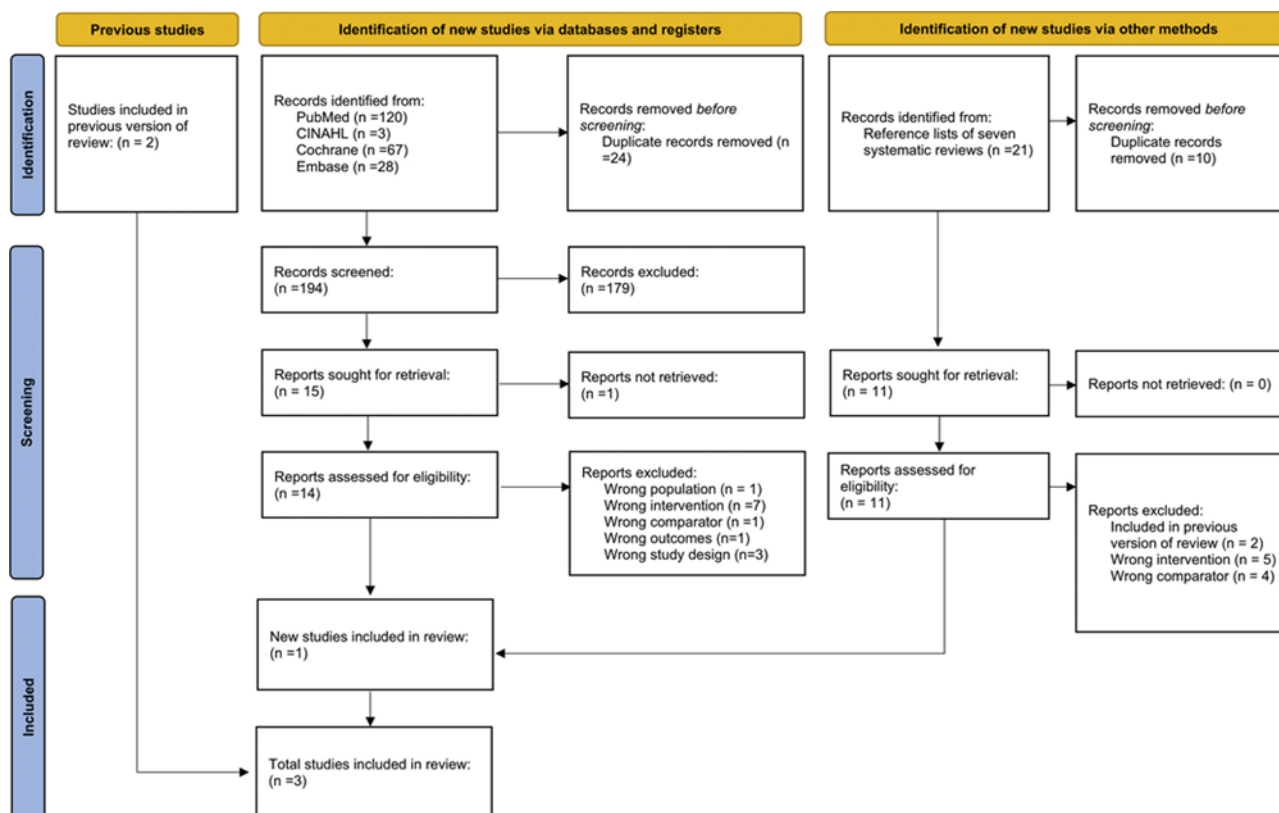 Previous studies
Identification of new studies via databases and registers
Identification of new studies via other methods
Identification
Studies included in
previous version of
review: (n = 2)
Records identified from:
PubMed (n =120)
CINAHL (n =3)
Cochrane (n =67)
Embase (n =28)
Records removed before
screening:
Duplicate records removed (n
=24)
Records identified from:
Reference lists of seven
systematic reviews (n =21)
Records removed before
screening:
Duplicate records
removed (n =10)
Screening
Records screened:
(n =194)
Records excluded:
(n =179)
Reports sought for retrieval:
(n = 15)
Reports not retrieved:
(n =1)
Reports sought for retrieval:
(n = 11)
Reports not retrieved: (n = 0)
Reports assessed for eligibility:
(n =14)
Reports excluded:
Wrong population (n = 1)
Wrong intervention (n =7)
Wrong comparator (n =1)
Wrong outcomes (n=1)
Wrong study design (n=3)
Reports assessed for
eligibility:
(n = 11)
Reports excluded:
Included in previous
version of review (n = 2)
Wrong intervention (n = 5)
Wrong comparator (n = 4)
Included
New studies included in review:
(n =1)
Total studies included in review:
(n =3)